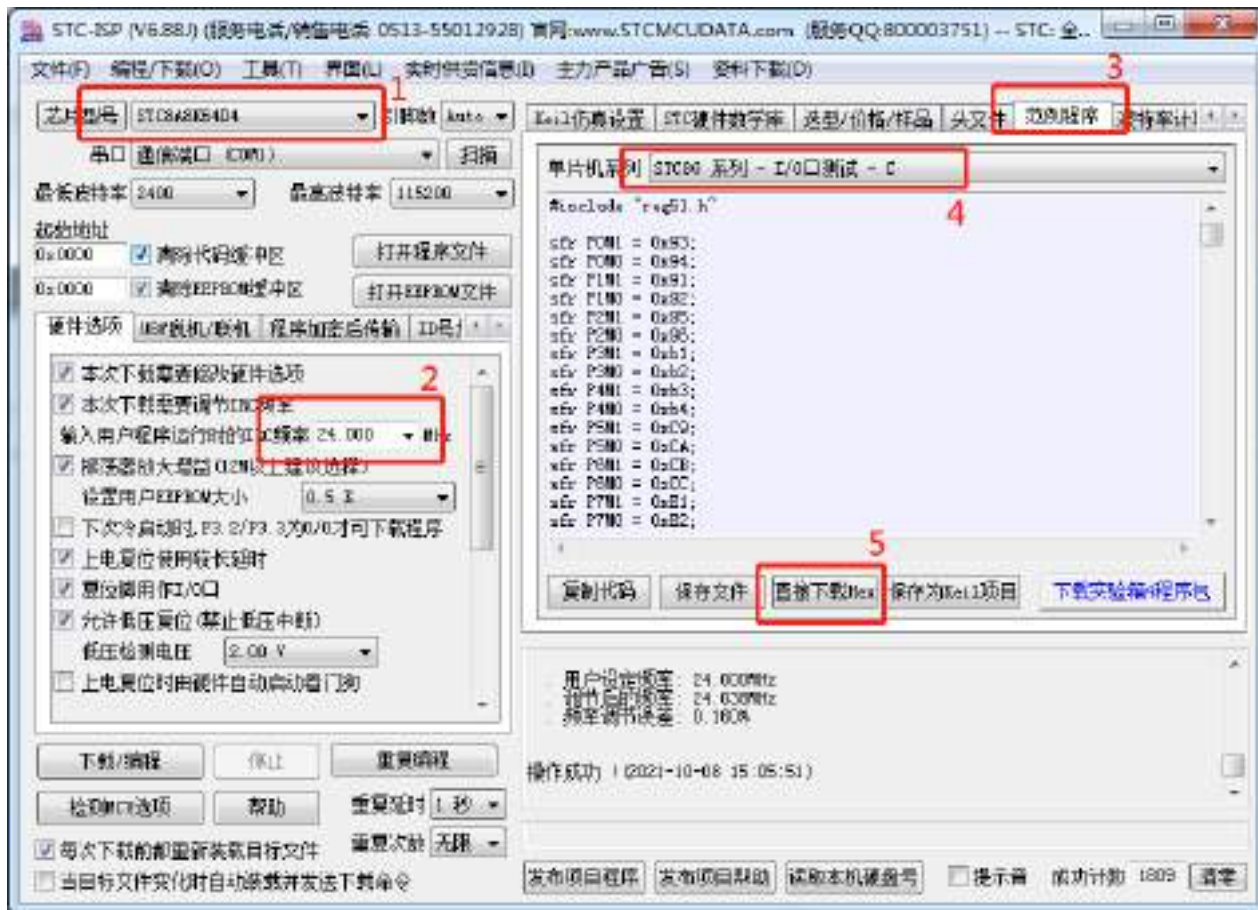 STC-ISP (V6.88J) (服务电话/销售电话: 0513-55012928) 官网:www.STCMCUDATA.com (服务QQ:800003751) -- STC: 全..
文件(F) 编程/下载(O) 工具(T) 界面(U) 实时供货信息(I) 主力产品广告(S) 资料下载(D)
1
3
芯片型号 STC8A8K64D4 引脚数 Auto
Keil仿真设置 STC硬件数学库 选型/价格/样品 头文件 范例程序 波特率计
串口 通信端口 (COM1) 扫描
单片机系列 STC8G 系列 - I/O口测试 - C
4
最低波特率 2400 最高波特率 115200
起始地址
0x0000 清除代码缓冲区 打开程序文件
0x0000 清除EEPROM缓冲区 打开EEPROM文件
硬件选项 USB脱机/联机 程序加密后传输 ID号
本次下载需要修改硬件选项
2
本次下载需要调节IRC频率
输入用户程序运行时的IRC频率 24.000 MHz
振荡器放大增益(12M以上建议选择)
设置用户EEPROM大小 0.5 K
下次冷启动时,P3.2/P3.3为0/0才可下载程序
上电复位使用较长延时
复位脚用作I/O口
允许低压复位(禁止低压中断)
低压检测电压 2.00 V
上电复位时由硬件自动启动看门狗
#include "reg51.h"
sfr P0M1 = 0x93;
sfr P0M0 = 0x94;
sfr P1M1 = 0x91;
sfr P1M0 = 0x92;
sfr P2M1 = 0x95;
sfr P2M0 = 0x96;
sfr P3M1 = 0xb1;
sfr P3M0 = 0xb2;
sfr P4M1 = 0xb3;
sfr P4M0 = 0xb4;
sfr P5M1 = 0xC9;
sfr P5M0 = 0xCA;
sfr P6M1 = 0xCB;
sfr P6M0 = 0xCC;
sfr P7M1 = 0xE1;
sfr P7M0 = 0xE2;
5
复制代码 保存文件 直接下载Hex 保存为Keil项目 下载实验箱9程序包
用户设定频率: 24.000MHz
调节后的频率: 24.038MHz
频率调节误差: 0.160%
操作成功 !(2021-10-08 15:05:51)
下载/编程 停止 重复编程
检测MCU选项 帮助 重复延时 1 秒
重复次数 无限
每次下载前都重新装载目标文件
当目标文件变化时自动装载并发送下载命令
发布项目程序 发布项目帮助 读取本机硬盘号 提示音 成功计数 1809 清零